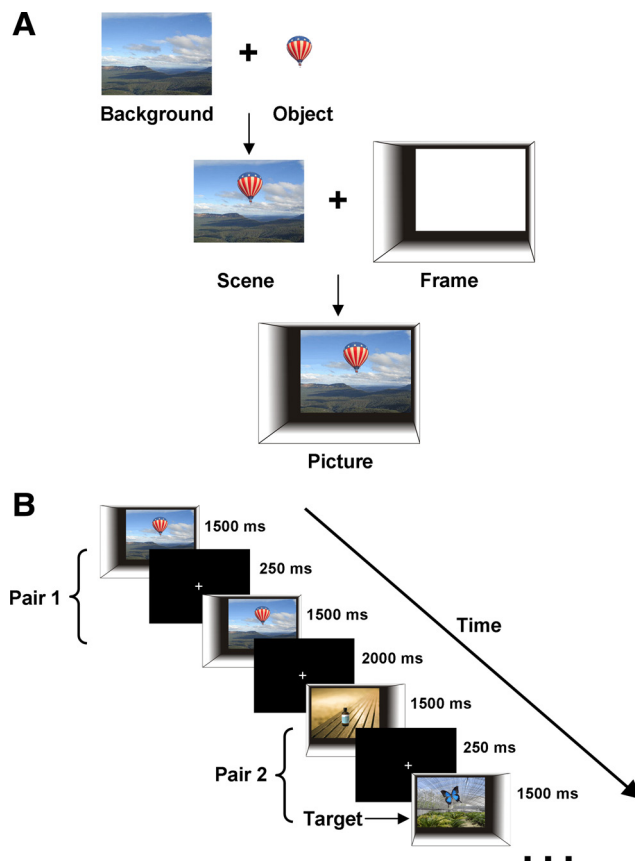 A
+
Background
Object
+
Scene
Frame
Picture
B
1500 ms
250 ms
Pair 1
1500 ms
Time
2000 ms
1500 ms
250 ms
Pair 2
1500 ms
Target
...